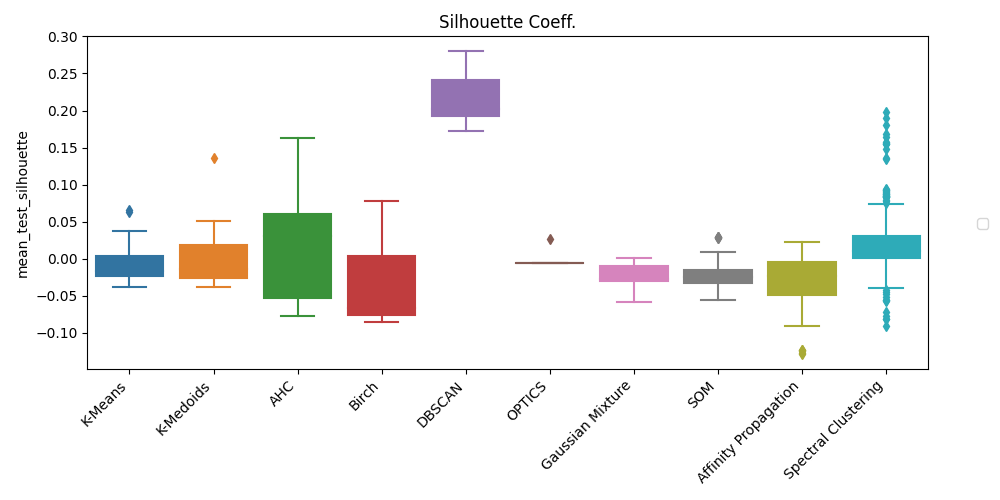 Silhouette Coeff.
mean_test_silhouette
0.30
0.25
0.20
0.15
0.10
0.05
0.00
−0.05
−0.10
K-Means
K-Medoids
AHC
Birch
DBSCAN
OPTICS
Gaussian Mixture
SOM
Affinity Propagation
Spectral Clustering